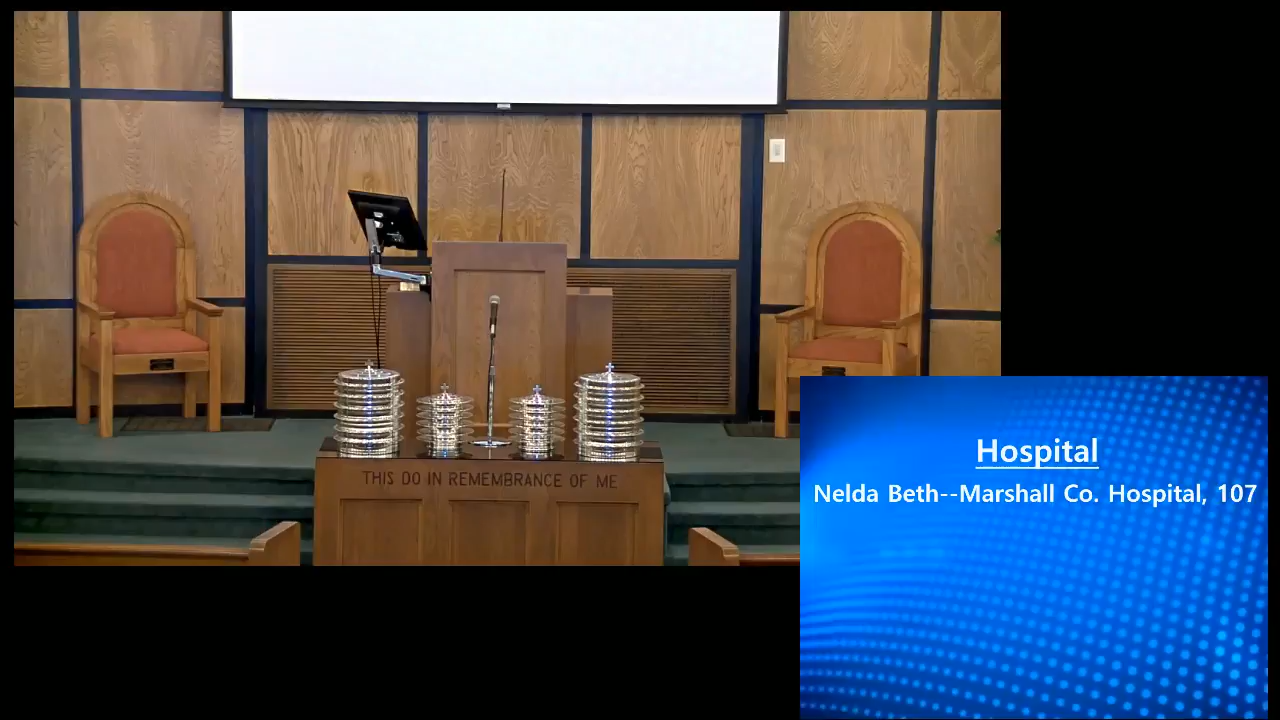 THIS DO IN REMEMBRANCE OF ME
Hospital
Nelda Beth--Marshall Co. Hospital, 107